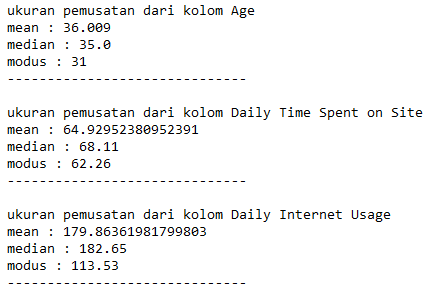 ukuran pemusatan dari kolom Age
mean : 36.009
median : 35.0
modus : 31
------------------------------
ukuran pemusatan dari kolom Daily Time Spent on Site
mean : 64.92952380952391
median : 68.11
modus : 62.26
------------------------------
ukuran pemusatan dari kolom Daily Internet Usage
mean : 179.86361981799803
median : 182.65
modus : 113.53
------------------------------